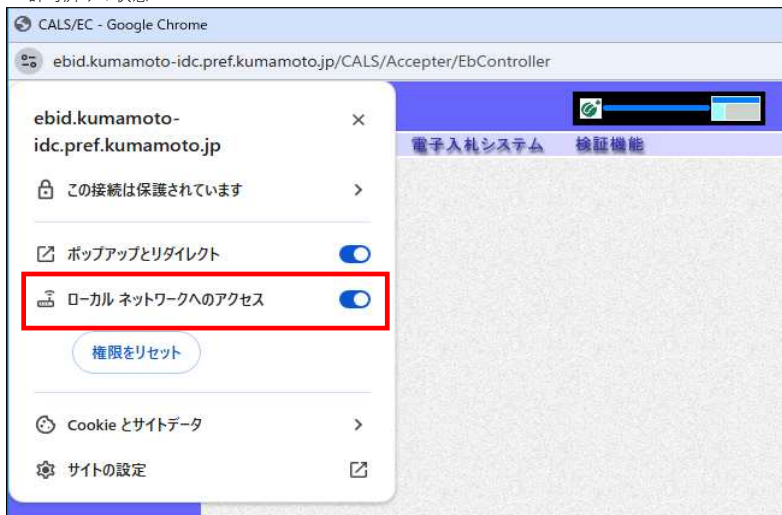 CALS/EC - Google Chrome
ebid.kumamoto-idc.pref.kumamoto.jp/CALS/Accepter/EbController
ebid.kumamoto-
idc.pref.kumamoto.jp
電子入札システム 検証機能
この接続は保護されています
ポップアップとリダイレクト
ローカル ネットワークへのアクセス
権限をリセット
Cookie とサイトデータ
サイトの設定